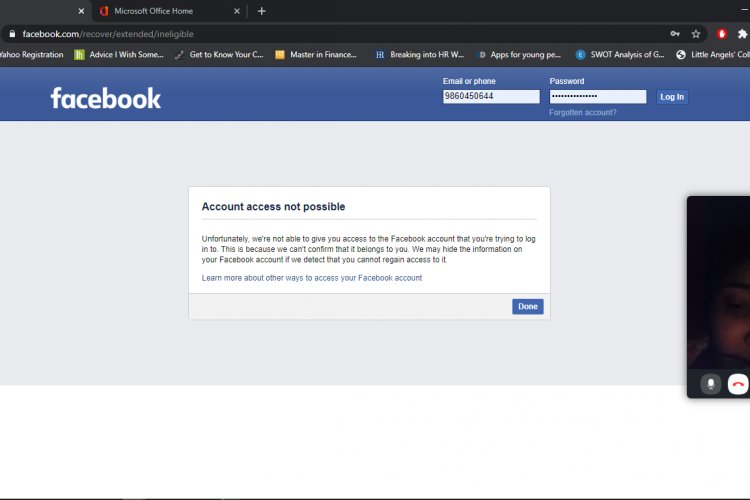 Microsoft Office Home
facebook.com/recover/extended/ineligible
Yahoo Registration
Advice I Wish Some...
Get to Know Your C...
Master in Finance...
HR Breaking into HR W...
Apps for young pe...
SWOT Analysis of G...
Little Angels' Coll
facebook
Email or phone
Password
9860450644
••••••••••••••
Log In
Forgotten account?
Account access not possible
Unfortunately, we're not able to give you access to the Facebook account that you're trying to log
in to. This is because we can't confirm that it belongs to you. We may hide the information on
your Facebook account if we detect that you cannot regain access to it.
Learn more about other ways to access your Facebook account
Done